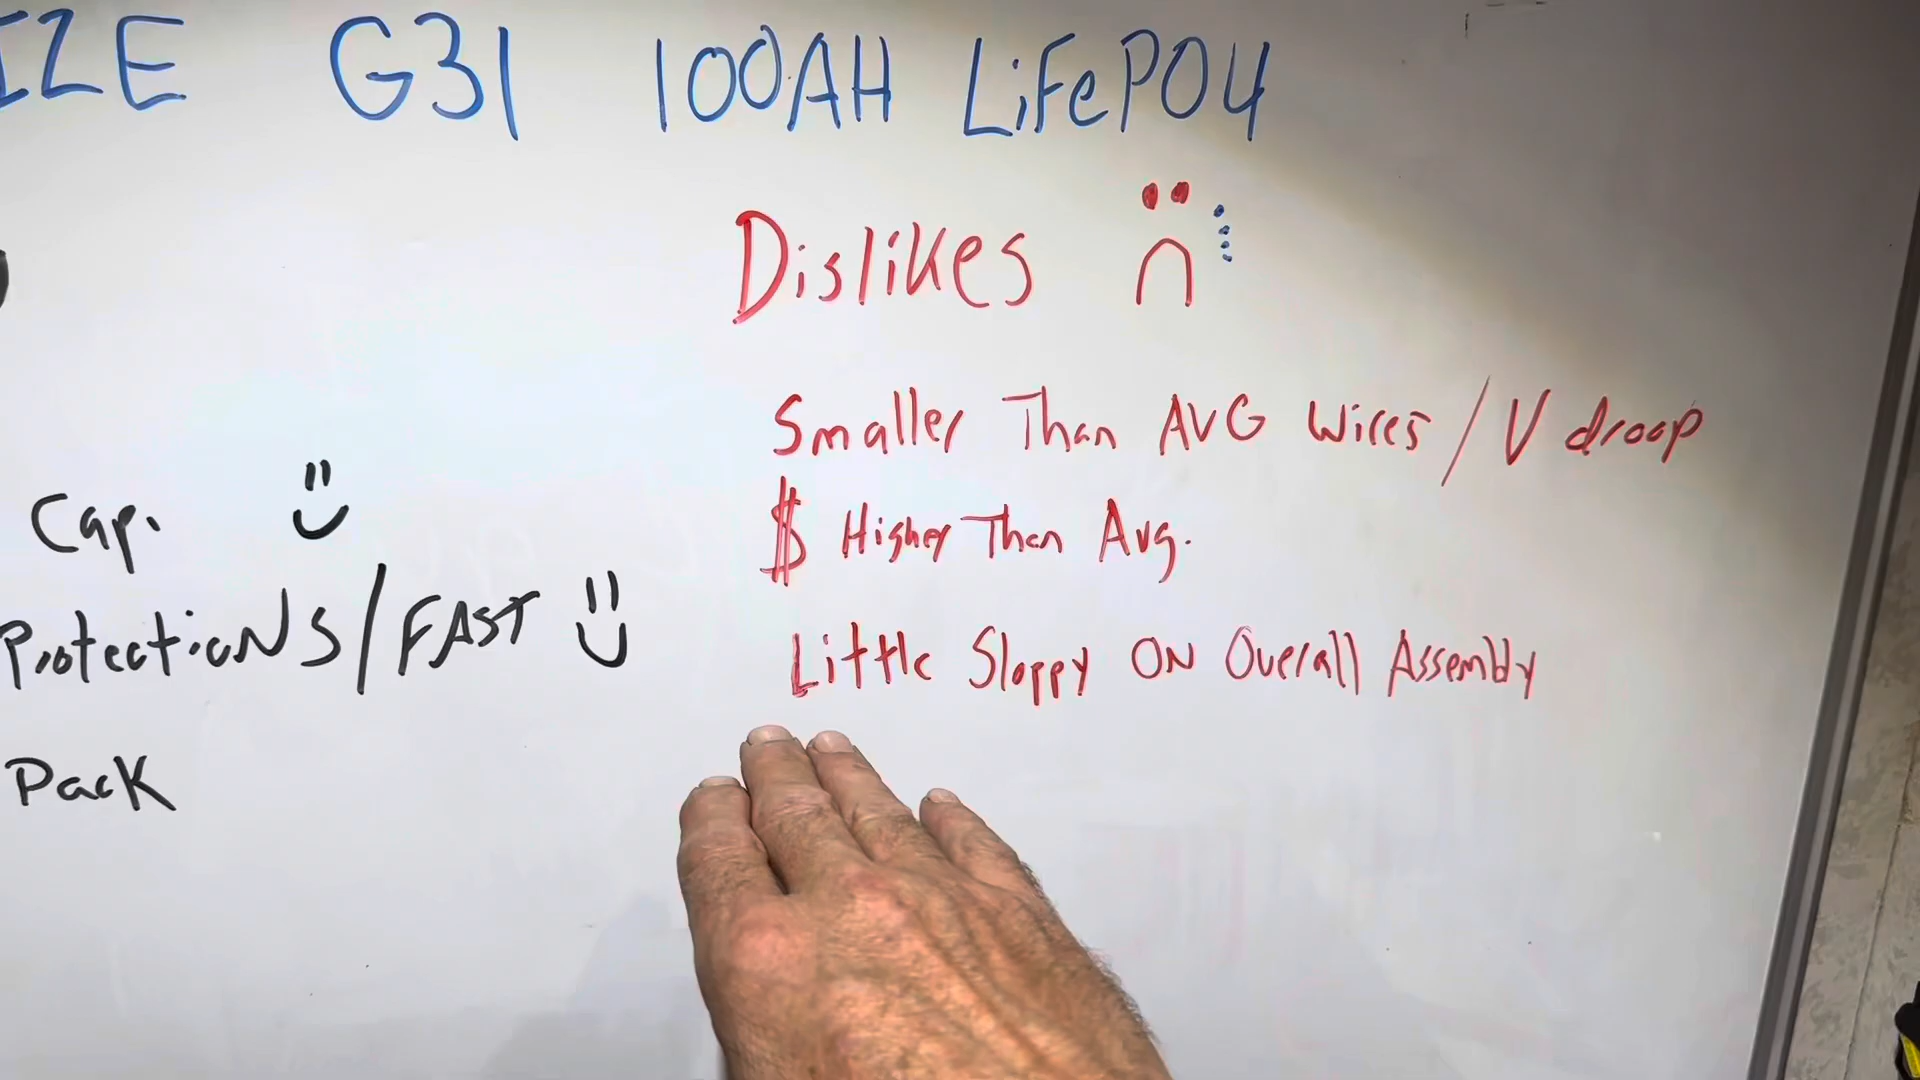 IZE G31 100AH LiFePO4
Dislikes
Smaller Than AVG Wires / V droop
$ Higher Than Avg.
Little Sloppy ON Overall Assembly
Cap.
ProtectioNS / FAST
Pack